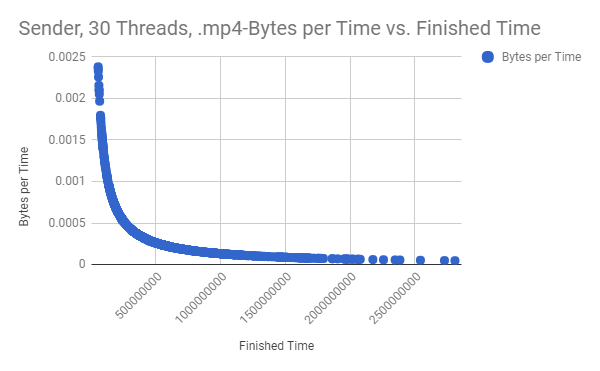 Sender, 30 Threads, .mp4-Bytes per Time vs. Finished Time
Bytes per Time
0.0025
0.002
0.0015
0.001
0.0005
0
Bytes per Time
500000000
1000000000
1500000000
2000000000
2500000000
Finished Time